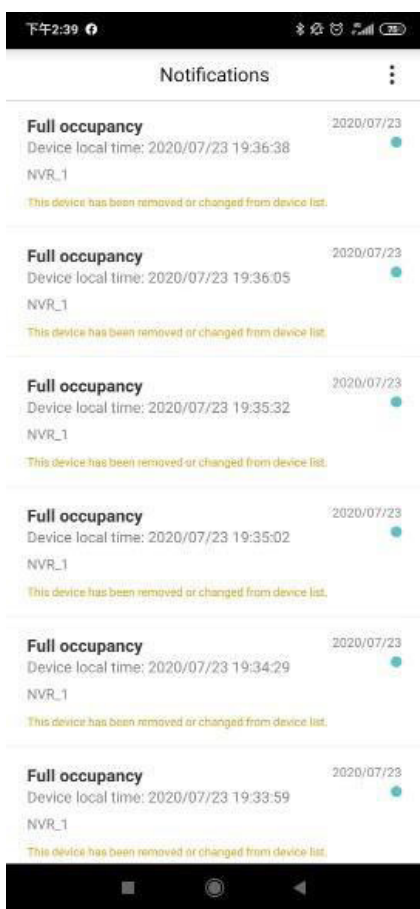 下午2:39
75
Notifications
Full occupancy
2020/07/23
Device local time: 2020/07/23 19:36:38
NVR_1
This device has been removed or changed from device list.
Full occupancy
2020/07/23
Device local time: 2020/07/23 19:36:05
NVR_1
This device has been removed or changed from device list.
Full occupancy
2020/07/23
Device local time: 2020/07/23 19:35:32
NVR_1
This device has been removed or changed from device list.
Full occupancy
2020/07/23
Device local time: 2020/07/23 19:35:02
NVR_1
This device has been removed or changed from device list.
Full occupancy
2020/07/23
Device local time: 2020/07/23 19:34:29
NVR_1
This device has been removed or changed from device list.
Full occupancy
2020/07/23
Device local time: 2020/07/23 19:33:59
NVR_1
This device has been removed or changed from device list.